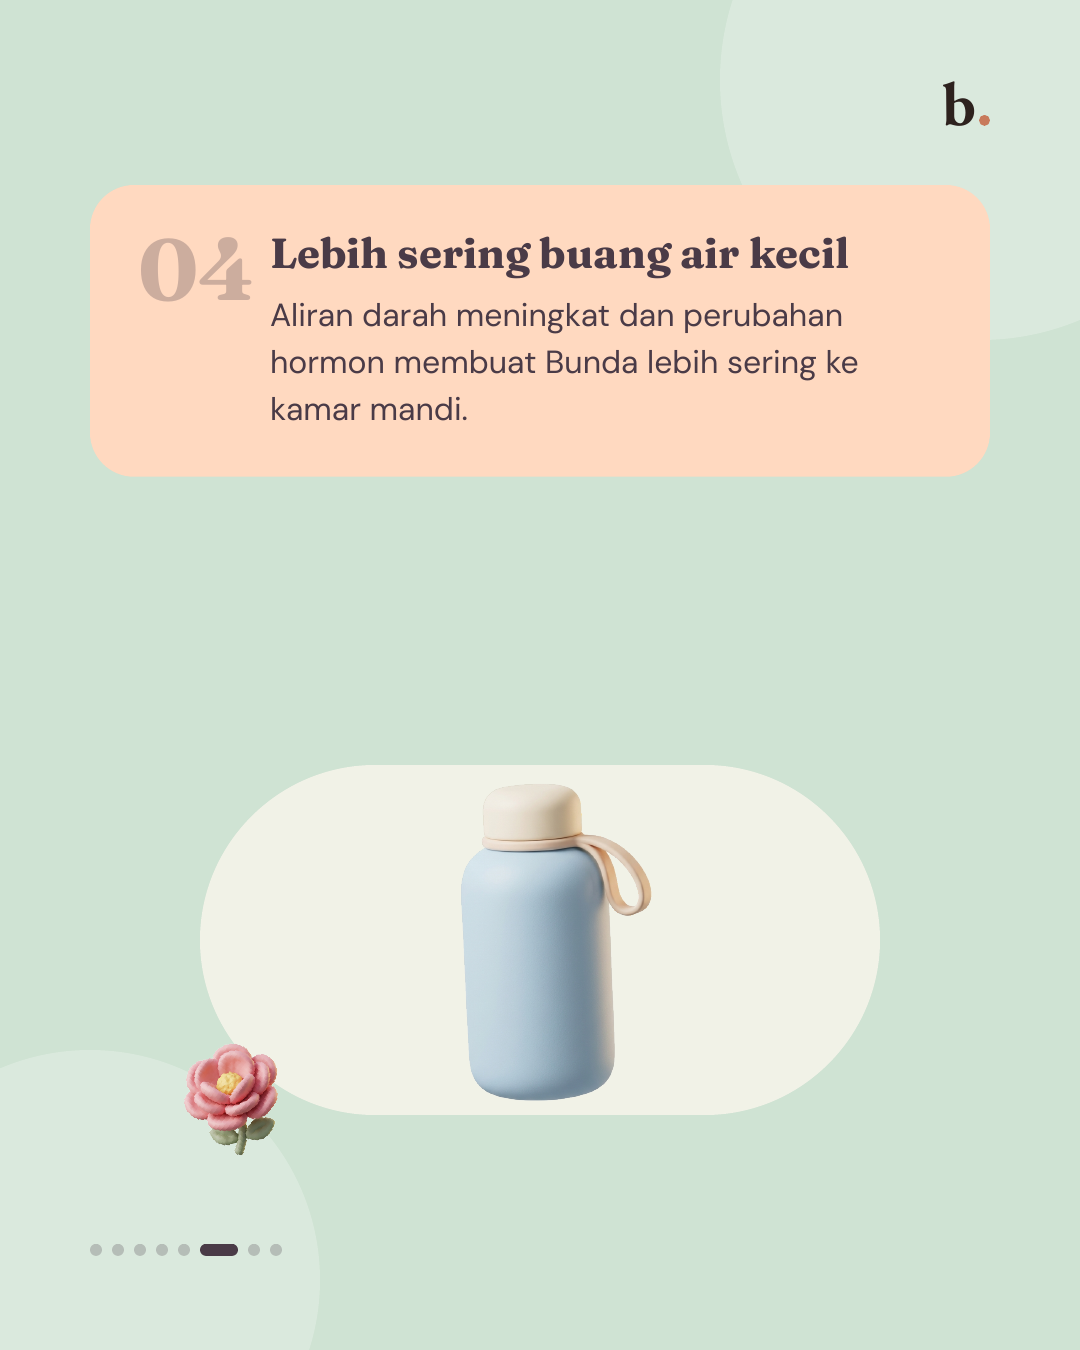 b.
04
Lebih sering buang air kecil
Aliran darah meningkat dan perubahan
hormon membuat Bunda lebih sering ke
kamar mandi.